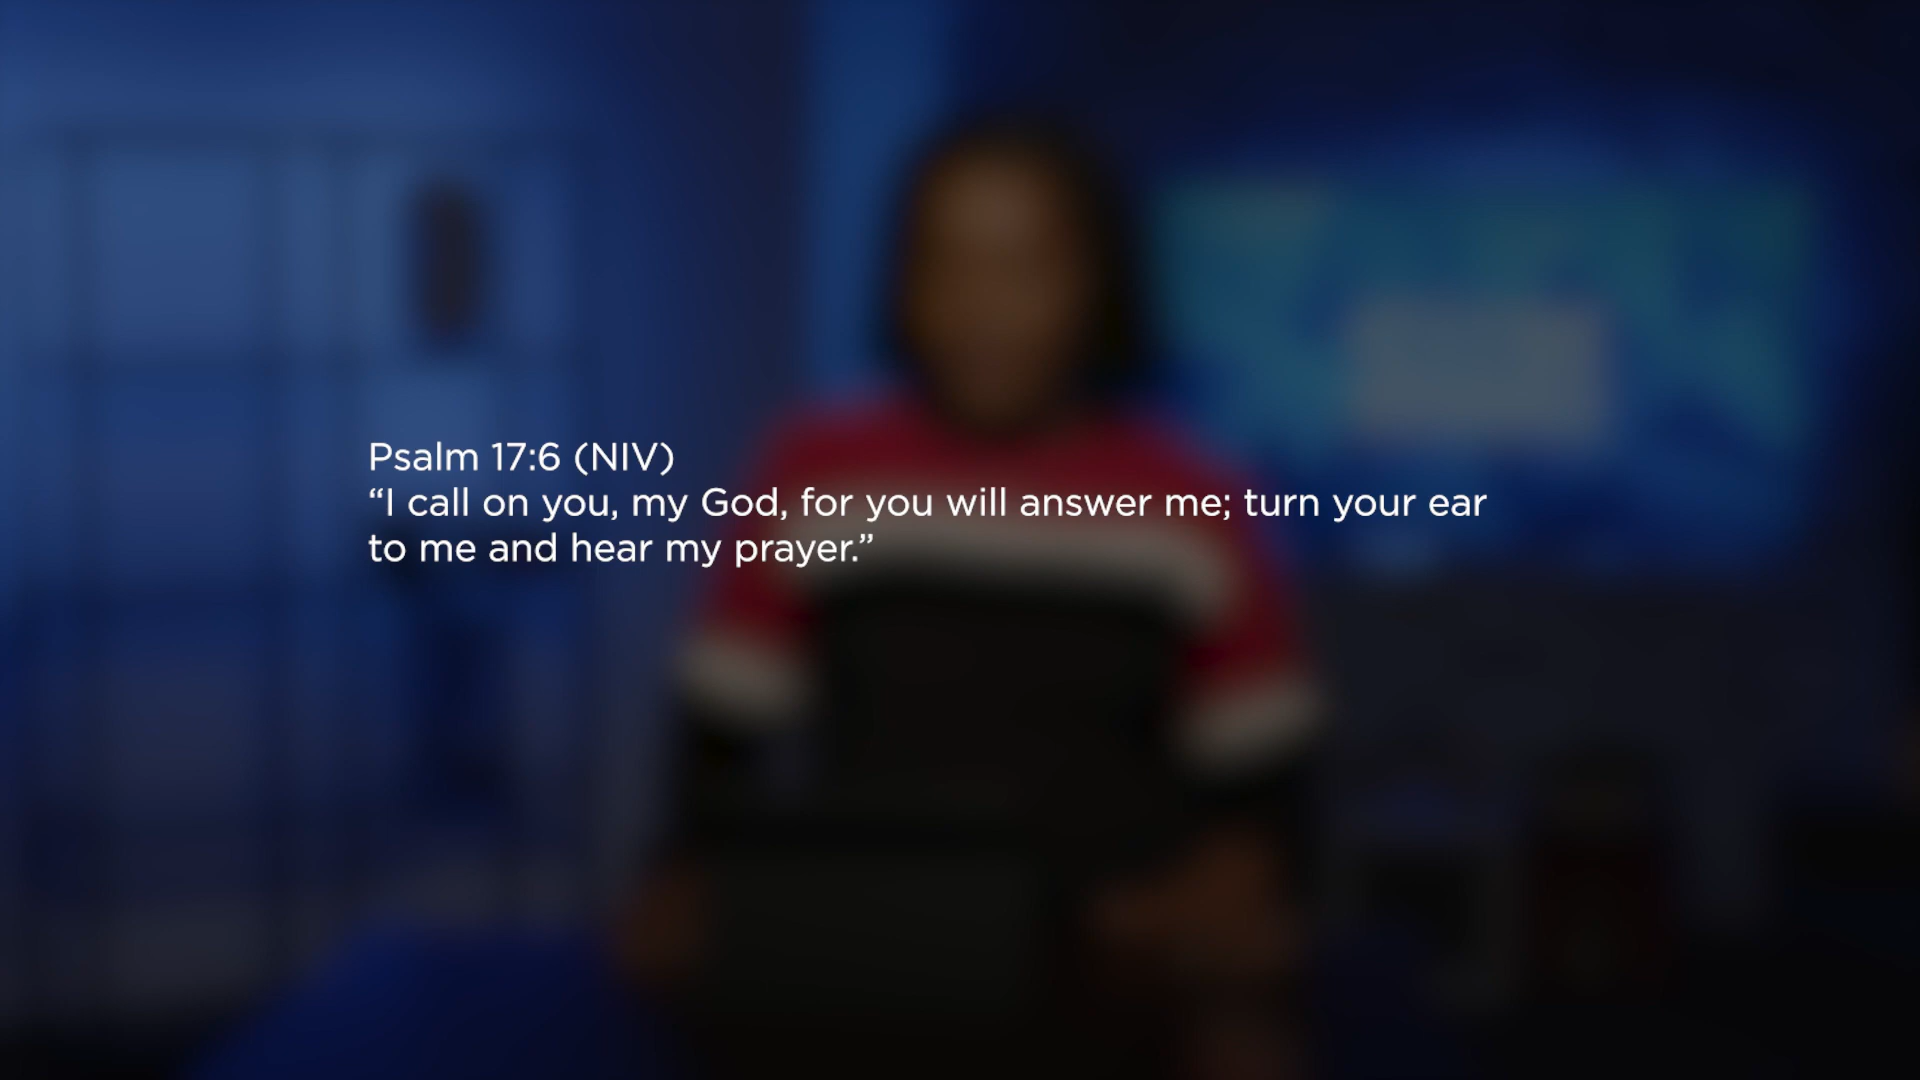 Psalm 17:6 (NIV)
“I call on you, my God, for you will answer me; turn your ear
to me and hear my prayer.”